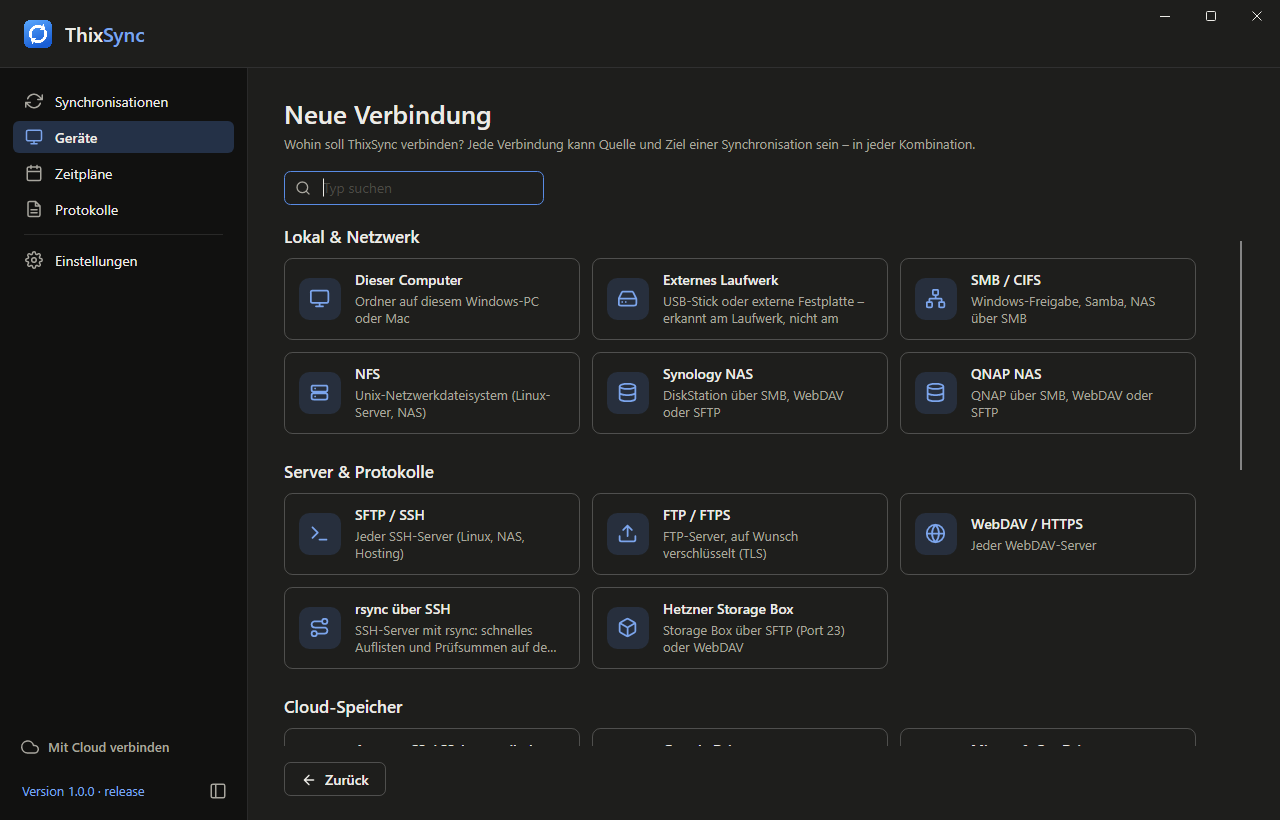 ThixSync
Synchronisationen
Geräte
Zeitpläne
Protokolle
Einstellungen
Mit Cloud verbinden
Version 1.0.0 · release
Neue Verbindung
Wohin soll ThixSync verbinden? Jede Verbindung kann Quelle und Ziel einer Synchronisation sein – in jeder Kombination.
Typ suchen
Lokal & Netzwerk
Dieser Computer
Ordner auf diesem Windows-PC
oder Mac
Externes Laufwerk
USB-Stick oder externe Festplatte –
erkannt am Laufwerk, nicht am
SMB / CIFS
Windows-Freigabe, Samba, NAS
über SMB
NFS
Unix-Netzwerkdateisystem (Linux-
Server, NAS)
Synology NAS
DiskStation über SMB, WebDAV
oder SFTP
QNAP NAS
QNAP über SMB, WebDAV oder
SFTP
Server & Protokolle
SFTP / SSH
Jeder SSH-Server (Linux, NAS,
Hosting)
FTP / FTPS
FTP-Server, auf Wunsch
verschlüsselt (TLS)
WebDAV / HTTPS
Jeder WebDAV-Server
rsync über SSH
SSH-Server mit rsync: schnelles
Auflisten und Prüfsummen auf de…
Hetzner Storage Box
Storage Box über SFTP (Port 23)
oder WebDAV
Cloud-Speicher
Zurück